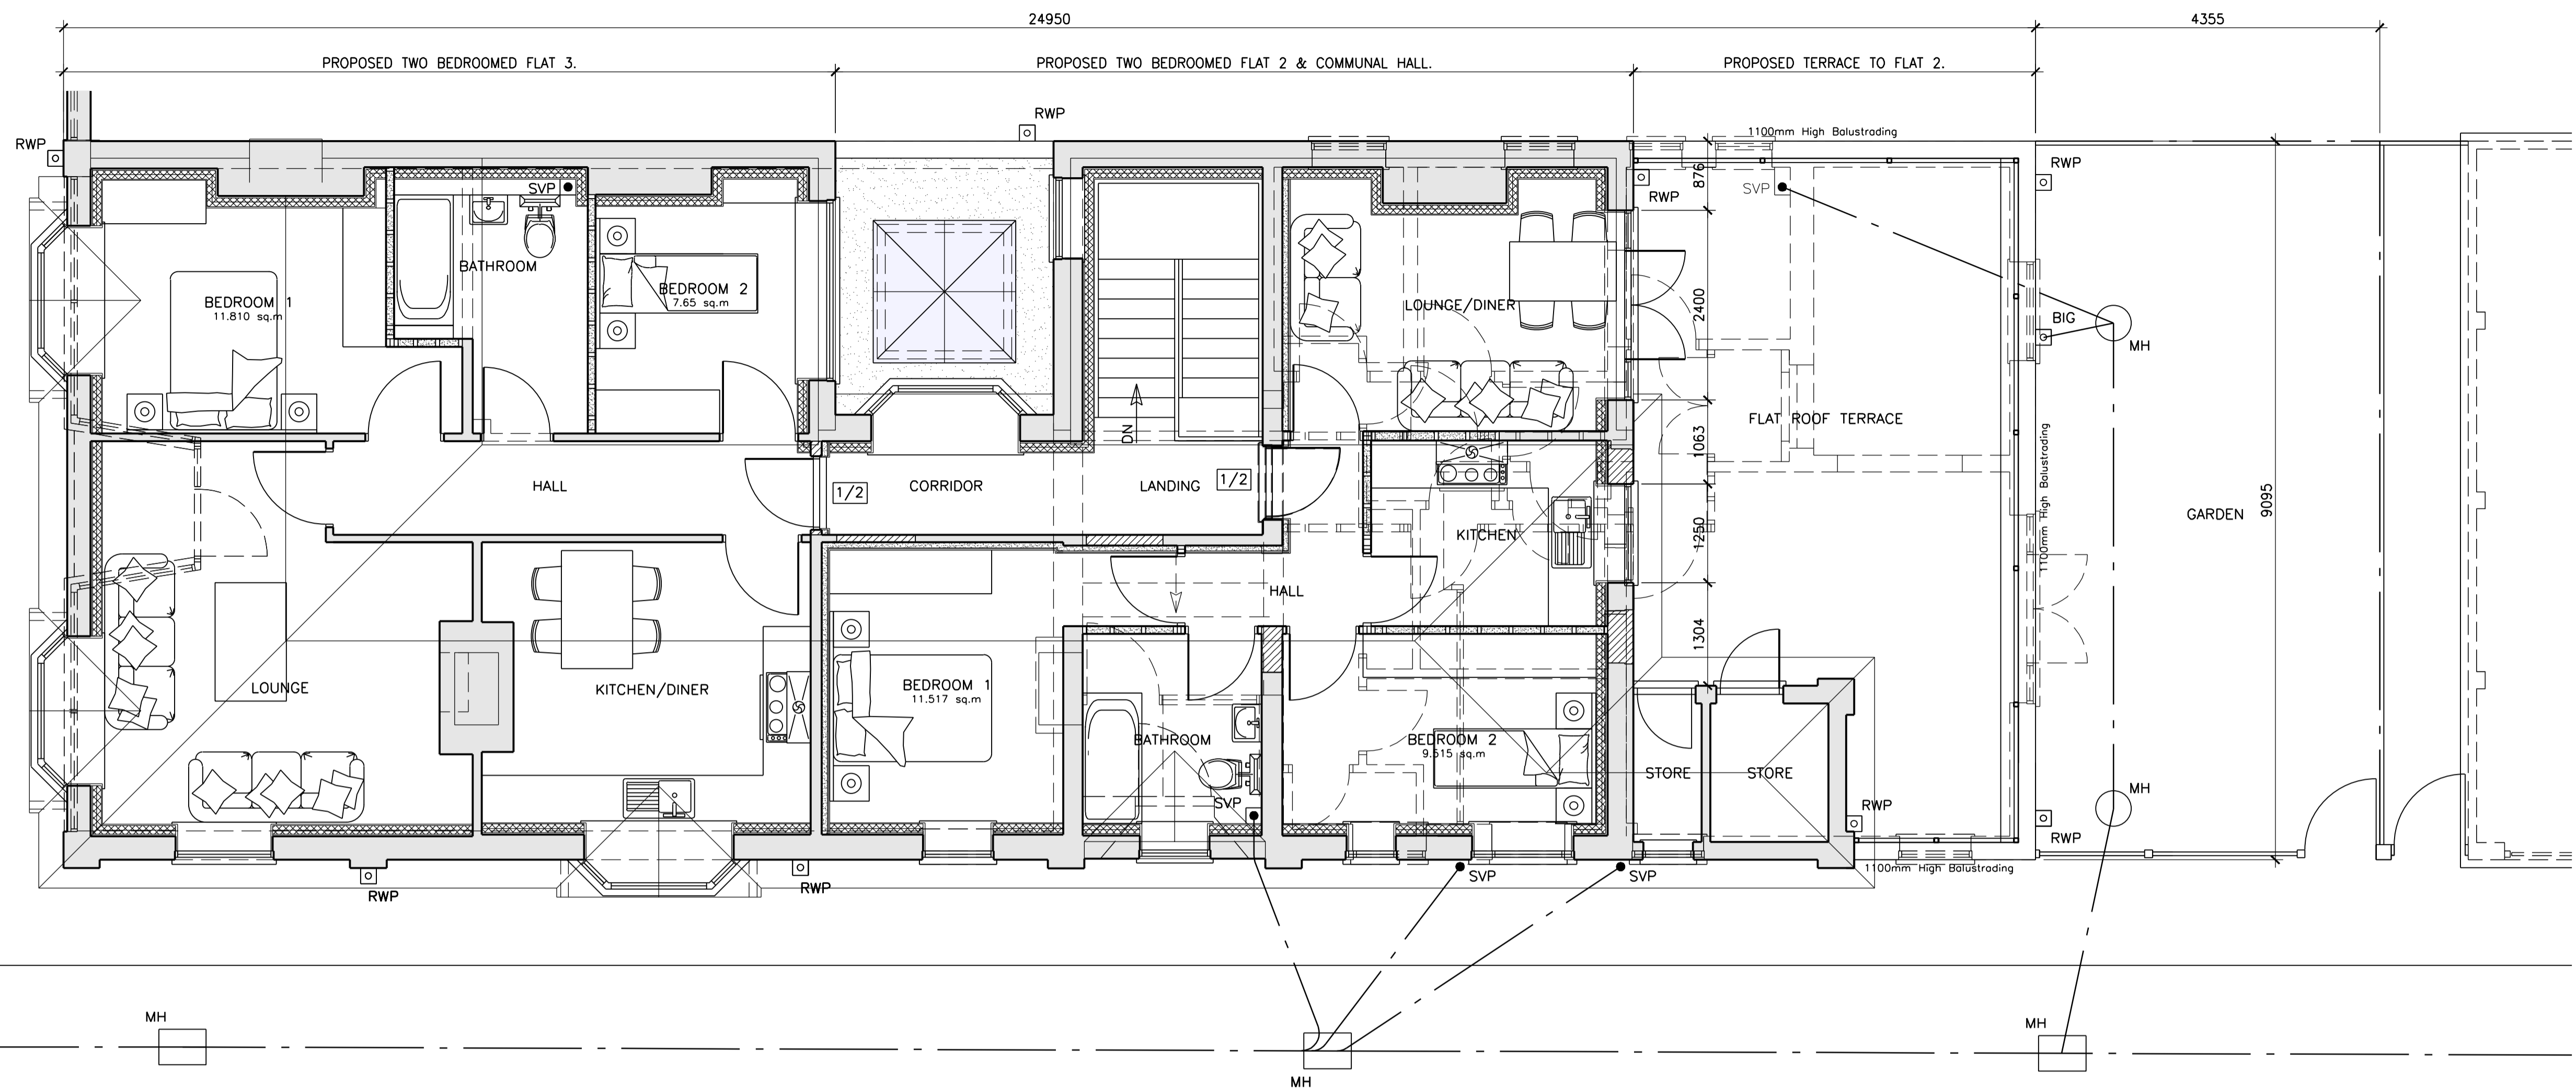 24950
4355
PROPOSED TWO BEDROOMED FLAT 3.
PROPOSED TWO BEDROOMED FLAT 2 & COMMUNAL HALL.
PROPOSED TERRACE TO FLAT 2.
RWP
RWP
1100mm High Balustrading
RWP
RWP
SVP
876
SVP
RWP
BATHROOM
BEDROOM 2
7.65 sq.m
BEDROOM 1
11.810 sq.m
LOUNGE/DINER
2400
BIG
MH
DN
FLAT ROOF TERRACE
1063
1100mm High Balustrading
HALL
1/2
CORRIDOR
LANDING
1/2
KITCHEN
1250
GARDEN
9095
HALL
1304
LOUNGE
KITCHEN/DINER
BEDROOM 1
11.517 sq.m
BATHROOM
BEDROOM 2
9.515 sq.m
STORE
STORE
SVP
MH
RWP
RWP
RWP
RWP
SVP
SVP
1100mm High Balustrading
MH
MH
MH